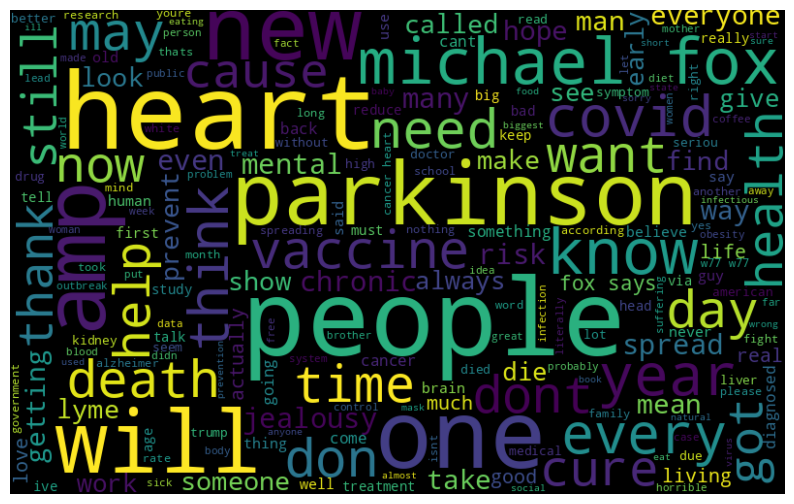 research
youre
eating
person
better
ill
thats
old
fact
lead
made
public
may
new
cause
look
still
called
cant
hope
man
early
use
read
short
mother
sure
really
everyone
let
start
michael fox
heart
many
big
see
symptom
food
diet
right
give
long
reduce
back
bad
keep
need
covid
women
sorry
state
coffee
world
white
treat
baby
biggest
without
doctor
seriou
now
even
want
find
health
drug
mind
problem
mental
high
school
make
cancer heart
say
another
away
infectious
tell
human
week
parkinson
way
amp
prevent
woman
first
said
must
nothing
something
believe
yes
according
obesity
thank
took
put
month
spreading
vaccine
risk
know
life
w77 w77
outbreak
study
think
idea
guy
american
help
show
chronic
always
fox says
via
suffering
kidney
data
talk
didn
seem
free
word
head
never
far
wrong
day
blood
used
alzheimer
prevention
brother
people
great
infection
literally
lot
spread
fight
real
government
death
actually
going
system
cancer
died
probably
book
time
die
brain
liver
please
diagnosed
year
getting
lyme
jealousy
control
mask
much
dont
mean
family
natural
case
virus
love
age
trump
anyone
isnt
will
rate
body
thing
don
come
medical
one
every
got
ive
work
sick
someone
well
almost
treatment
good
social
take
cure
eat
due
living
horrible